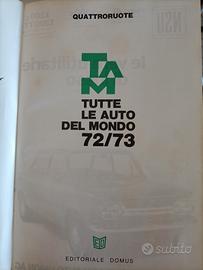 QUATTRORUOTE
TAM
TUTTE
LE AUTO
DEL MONDO
72/73
EDITORIALE DOMUS
subito